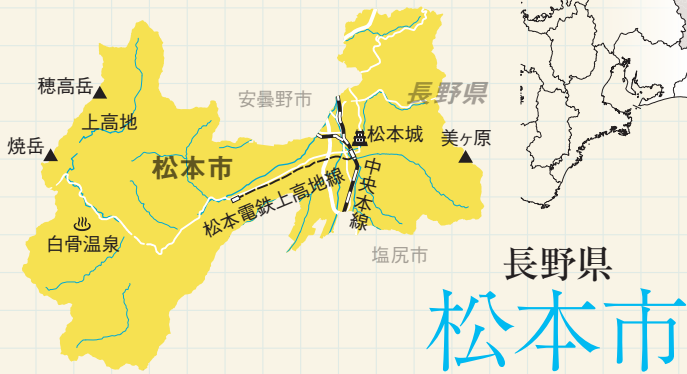 穂高岳
上高地
焼岳
安曇野市
長野県
松本城
美ヶ原
松本市
松本電鉄上高地線
中央本線
白骨温泉
塩尻市
長野県
松本市